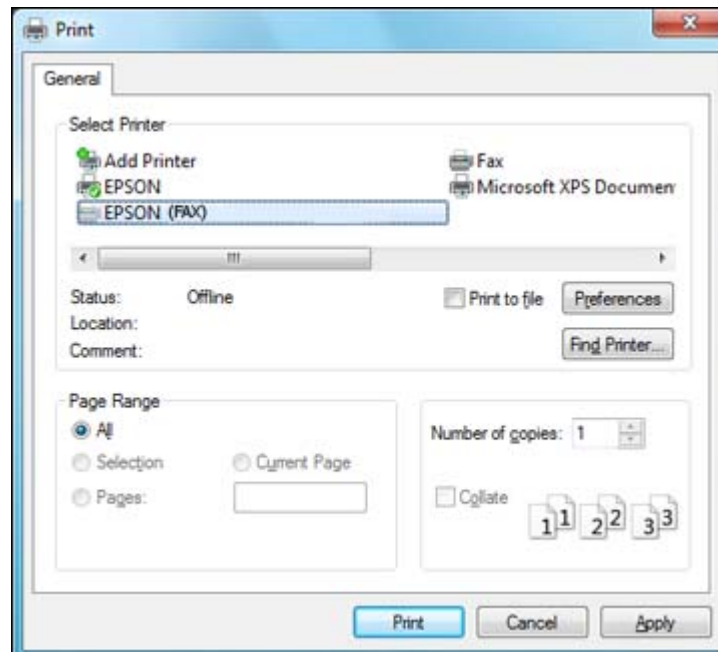 Print
General
Select Printer
Add Printer
EPSON
EPSON (FAX)
Fax
Microsoft XPS Documen
Status: Offline
Location:
Comment:
Print to file
Preferences
Find Printer...
Page Range
All
Selection
Current Page
Pages:
Number of copies: 1
Collate
1 1 2 2 3 3
Print
Cancel
Apply